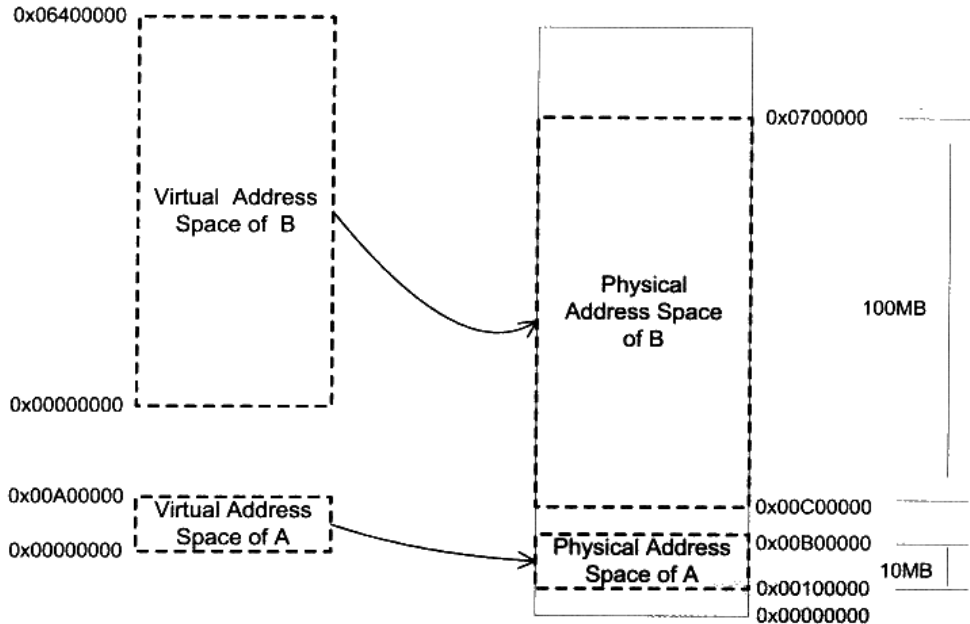 0x06400000
0x0700000
Virtual Address
Space of B
Physical
Address Space
of B
100MB
0x00000000
0x00A00000
Virtual Address
Space of A
0x00000000
0x00C00000
0x00B00000
Physical Address
Space of A
10MB
0x00100000
0x00000000